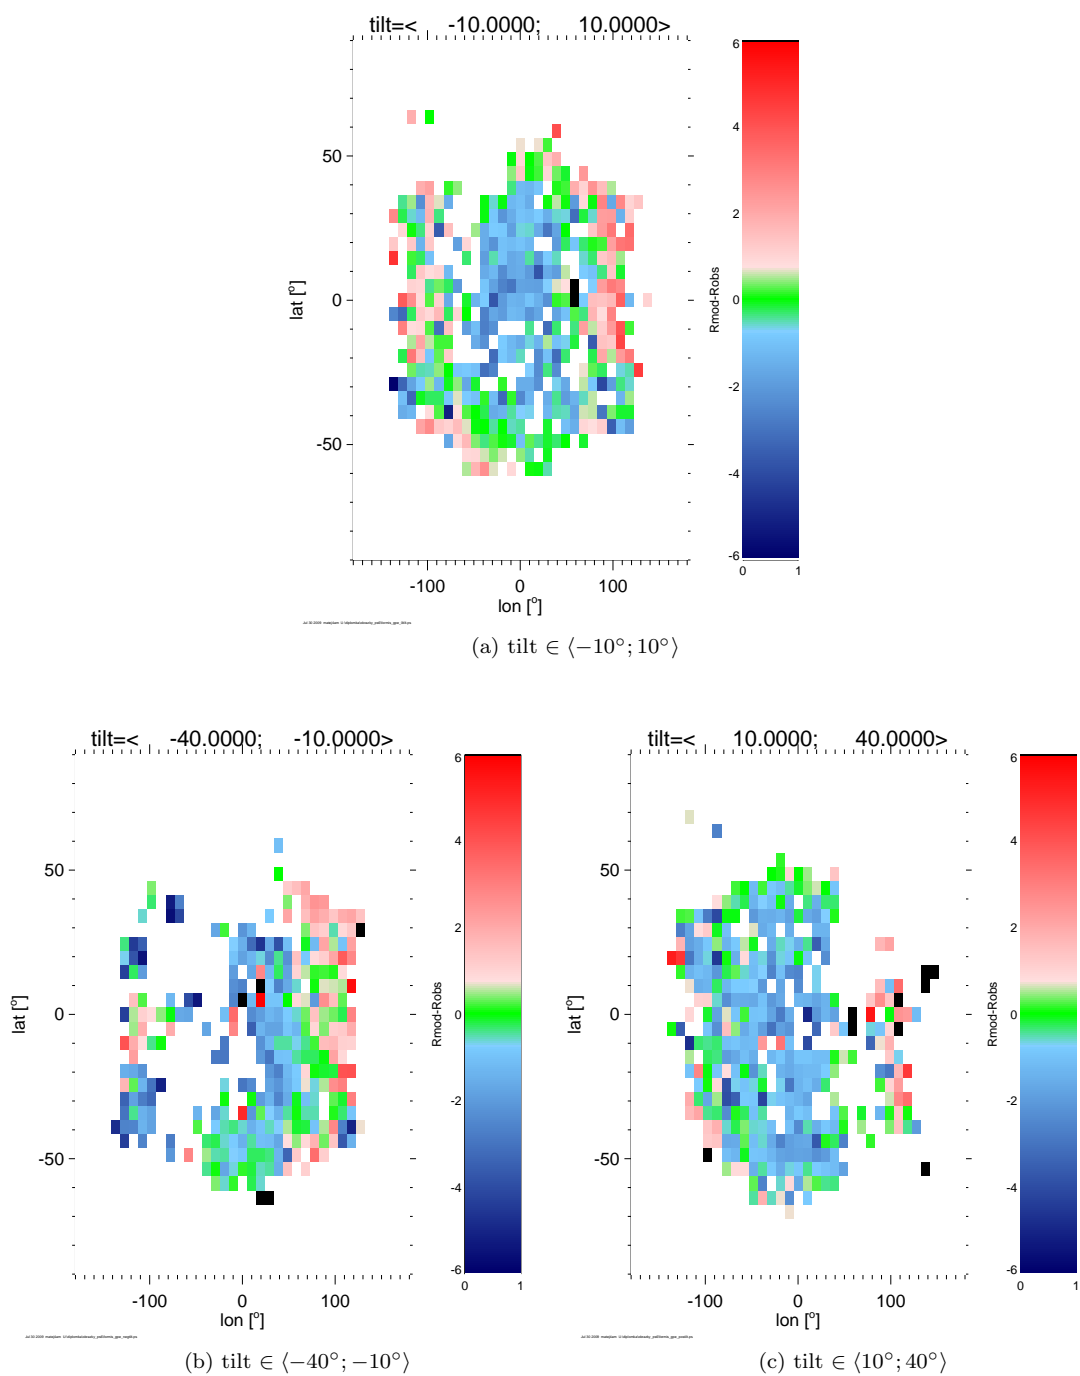 tilt=< -10.0000; 10.0000>
50
0
-50
lat [°]
-100 0 100
lon [°]
6
4
2
0
-2
-4
-6
Rmod-Robs
0 1
(a) tilt ∈ ⟨−10°; 10°⟩
tilt=< -40.0000; -10.0000>
50
0
-50
lat [°]
-100 0 100
lon [°]
6
4
2
0
-2
-4
-6
Rmod-Robs
0 1
(b) tilt ∈ ⟨−40°; −10°⟩
tilt=< 10.0000; 40.0000>
50
0
-50
lat [°]
-100 0 100
lon [°]
6
4
2
0
-2
-4
-6
Rmod-Robs
0 1
(c) tilt ∈ ⟨10°; 40°⟩